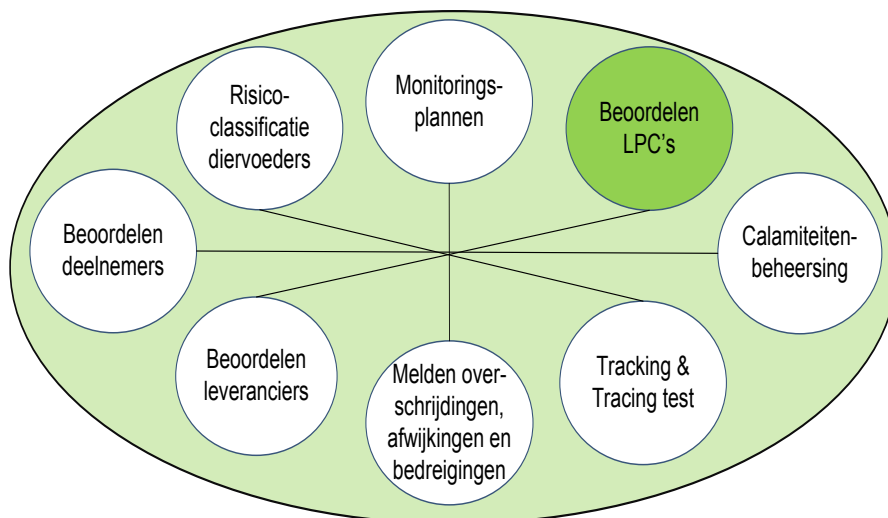 Risico-
classificatie
diervoeders
Monitorings-
plannen
Beoordelen
LPC's
Beoordelen
deelnemers
Calamiteiten-
beheersing
Beoordelen
leveranciers
Melden over-
schrijdingen,
afwijkingen en
bedreigingen
Tracking &
Tracing test